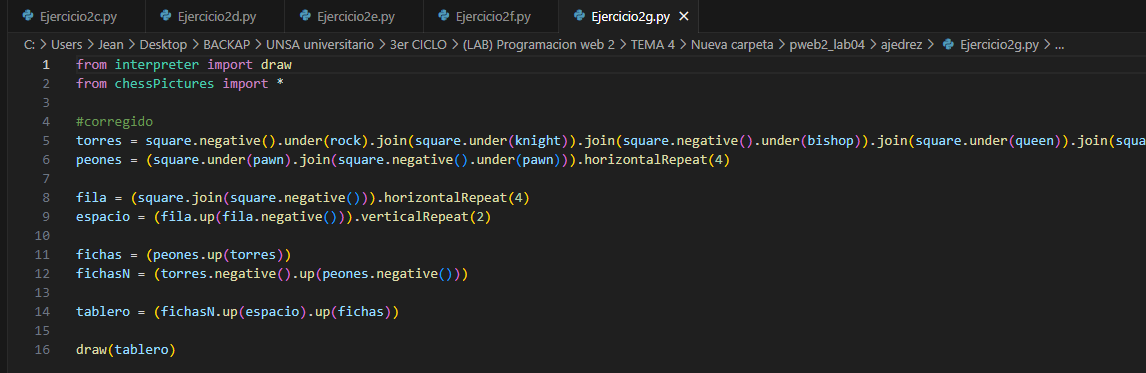 Ejercicio2c.py Ejercicio2d.py Ejercicio2e.py Ejercicio2f.py Ejercicio2g.py ×
C: > Users > Jean > Desktop > BACKAP > UNSA universitario > 3er CICLO > (LAB) Programacion web 2 > TEMA 4 > Nueva carpeta > pweb2_lab04 > ajedrez > Ejercicio2g.py > ...
1 from interpreter import draw
2 from chessPictures import *
3
4 #corregido
5 torres = square.negative().under(rock).join(square.under(knight)).join(square.negative().under(bishop)).join(square.under(queen)).join(squa
6 peones = (square.under(pawn).join(square.negative().under(pawn))).horizontalRepeat(4)
7
8 fila = (square.join(square.negative())).horizontalRepeat(4)
9 espacio = (fila.up(fila.negative())).verticalRepeat(2)
10
11 fichas = (peones.up(torres))
12 fichasN = (torres.negative().up(peones.negative()))
13
14 tablero = (fichasN.up(espacio).up(fichas))
15
16 draw(tablero)